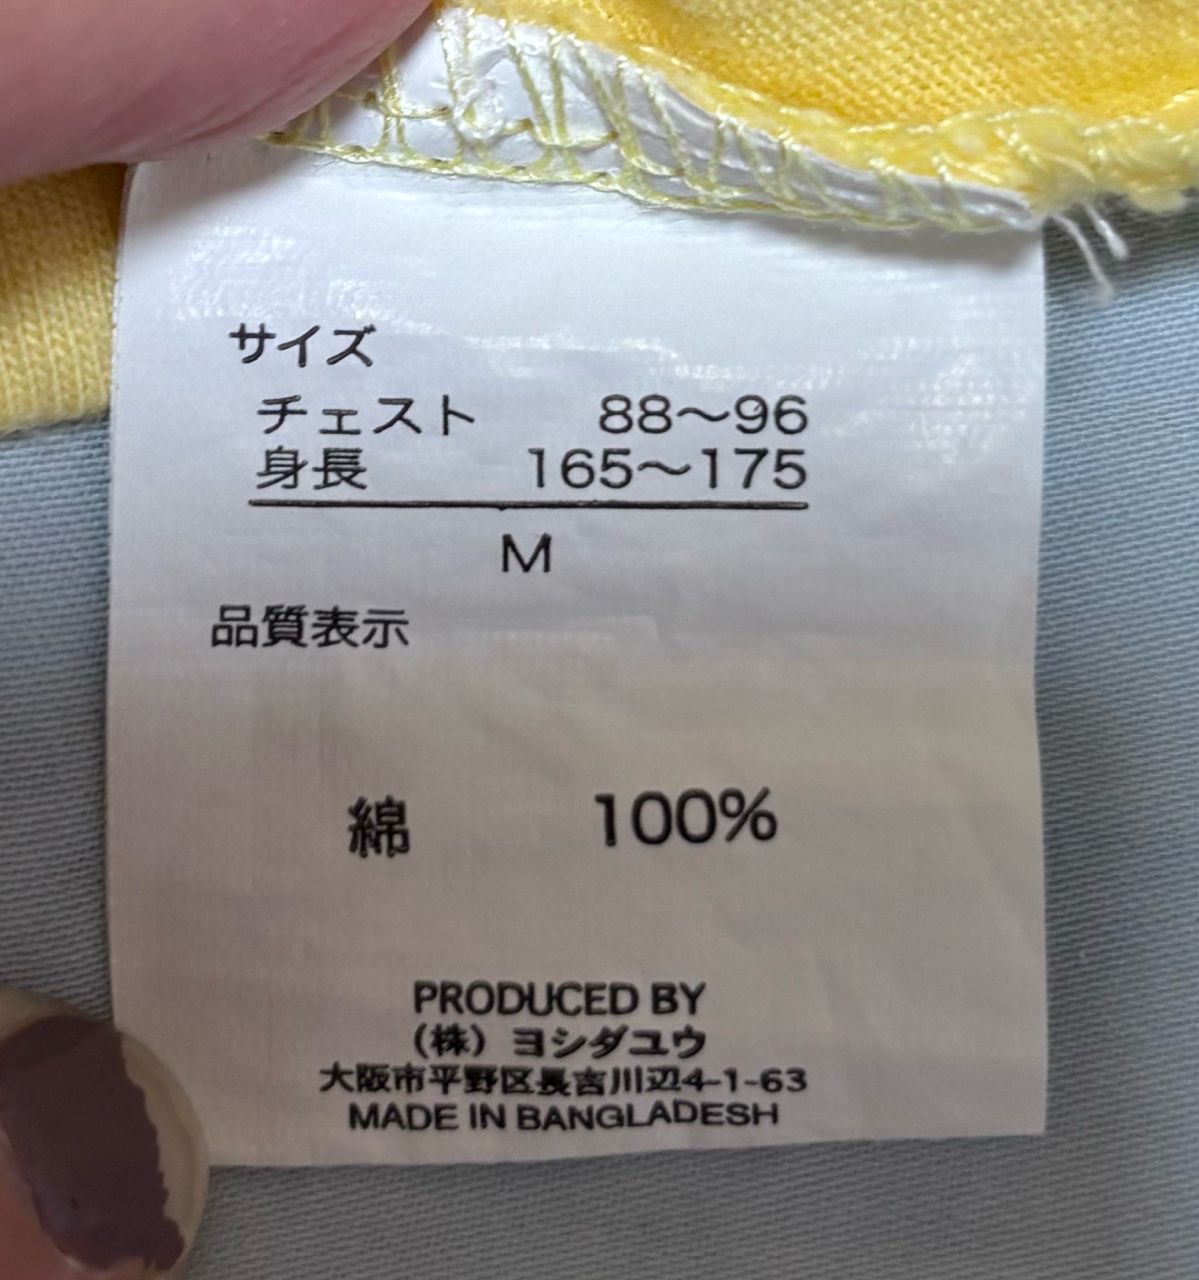 サイズ
チェスト 88〜96
身長 165〜175
M
品質表示
綿 100%
PRODUCED BY
(株) ヨシダユウ
大阪市平野区長吉川辺4-1-63
MADE IN BANGLADESH